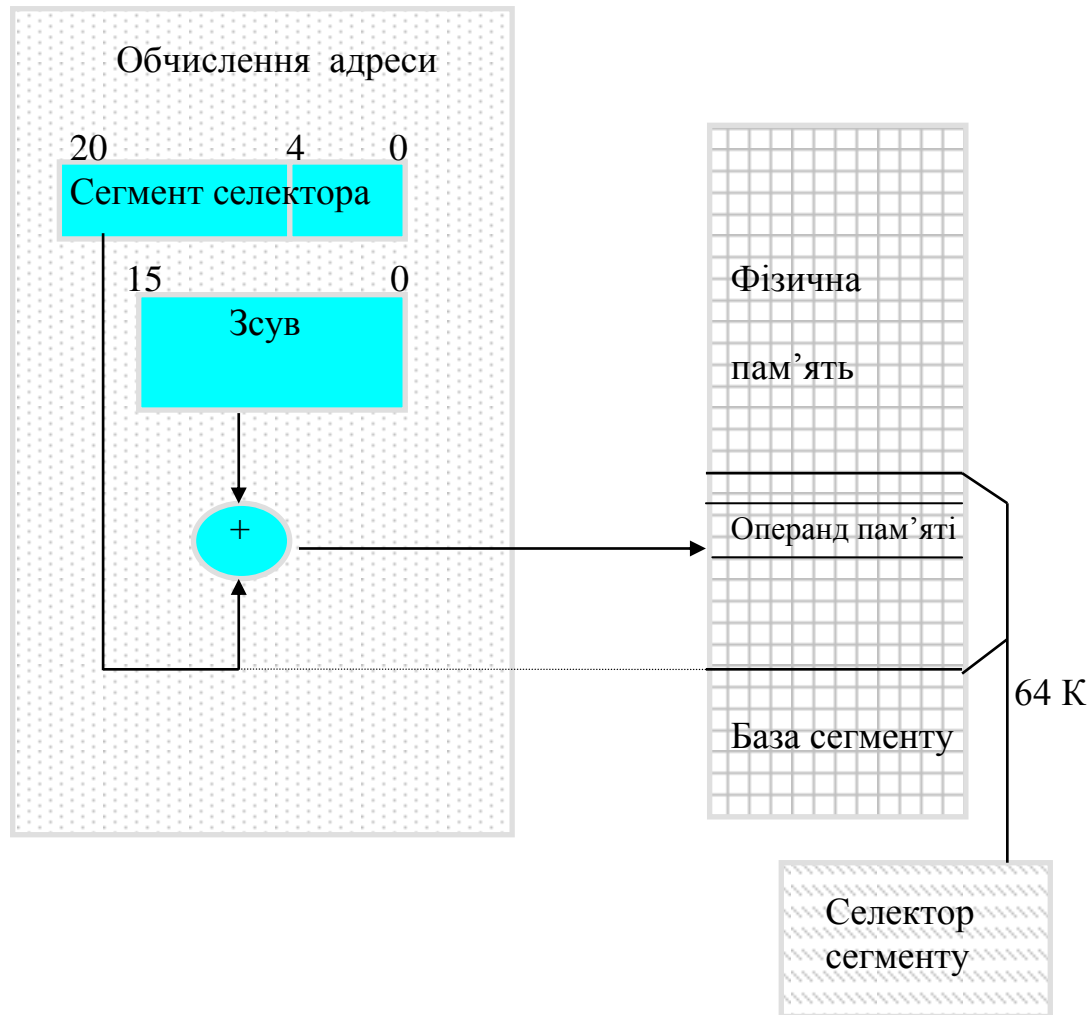 Обчислення адреси
20 4 0
Сегмент селектора
15 0
Зсув
+
Фізична
пам’ять
Операнд пам’яті
64 К
База сегменту
Селектор
сегменту